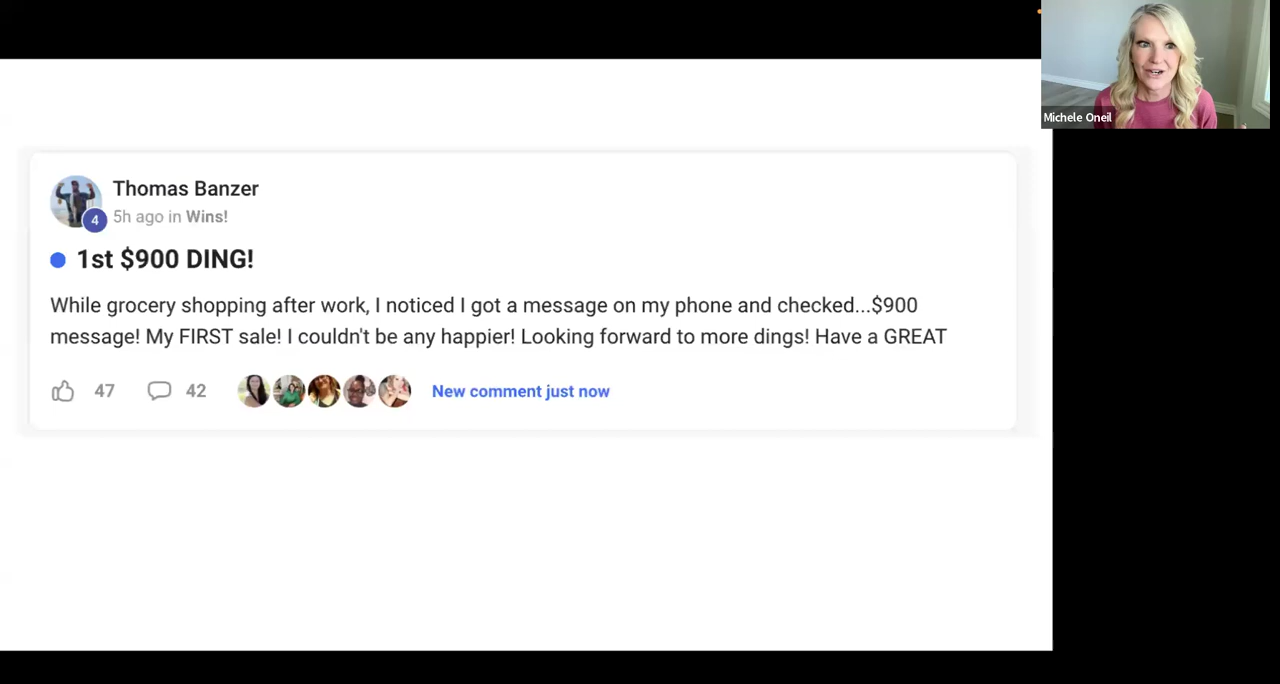 Michele Oneil
Thomas Banzer
4
5h ago in Wins!
1st $900 DING!
While grocery shopping after work, I noticed I got a message on my phone and checked...$900
message! My FIRST sale! I couldn't be any happier! Looking forward to more dings! Have a GREAT
47 42 New comment just now